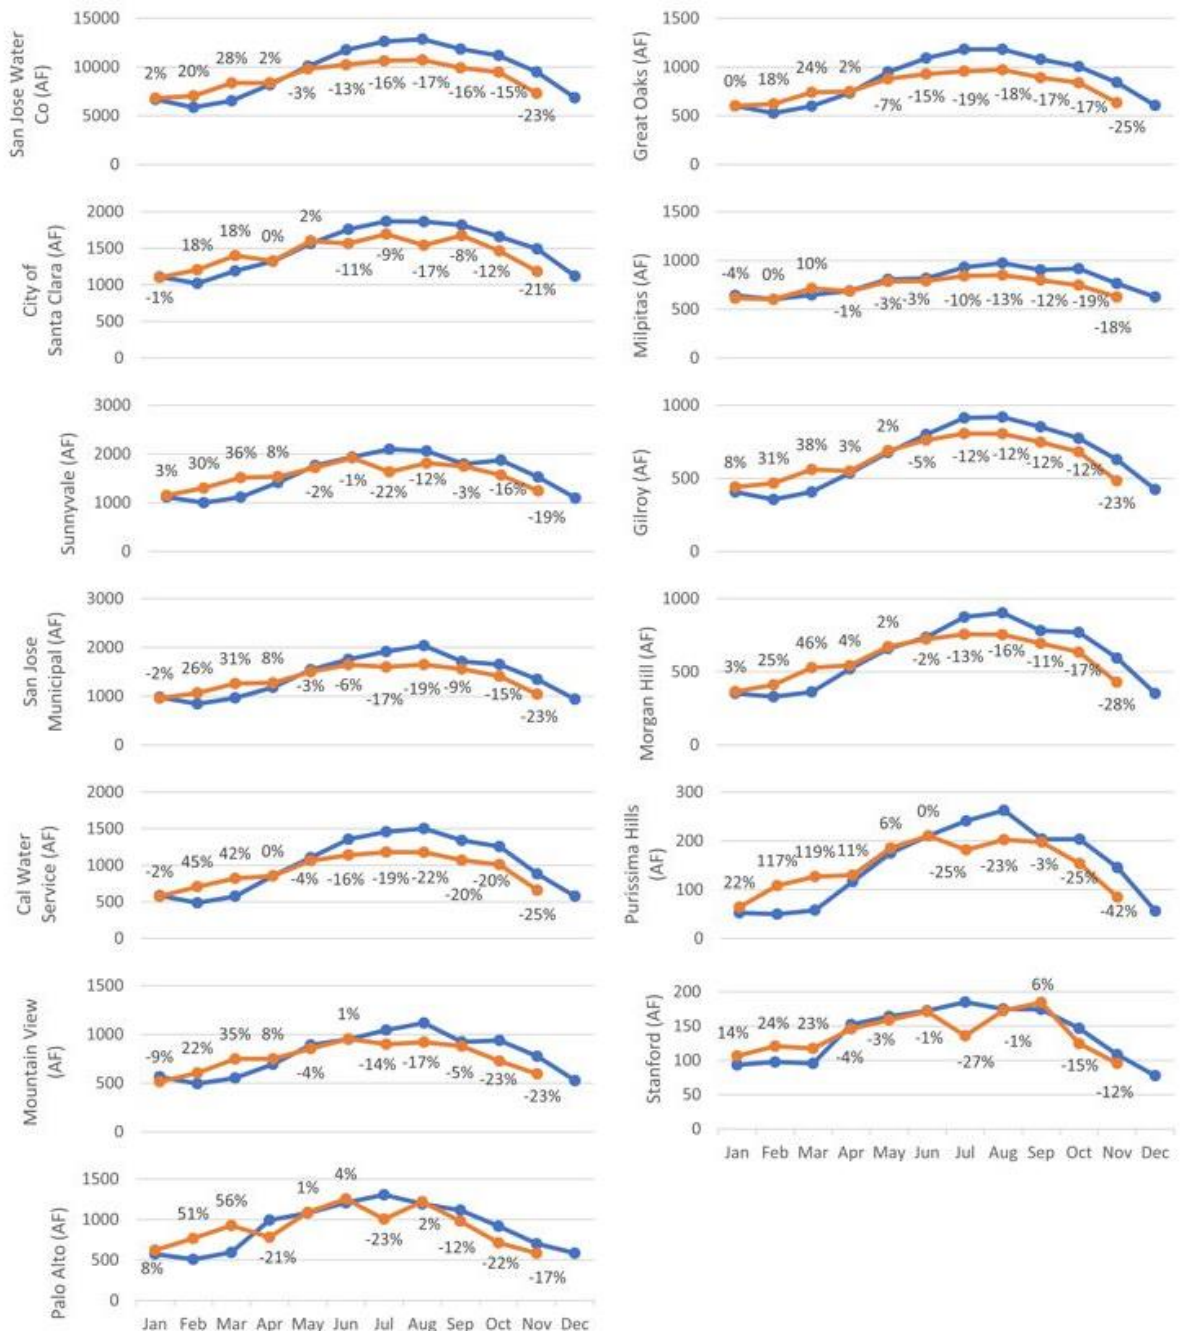 San Jose Water
Co (AF)
15000
10000
5000
0
2% 20% 28% 2% -3% -13% -16% -17% -16% -15% -23%
Great Oaks (AF)
1500
1000
500
0
0% 18% 24% 2% -7% -15% -19% -18% -17% -17% -25%
City of
Santa Clara (AF)
2000
1500
1000
500
0
-1% 18% 18% 0% 2% -11% -9% -17% -8% -12% -21%
Milpitas (AF)
1500
1000
500
0
-4% 0% 10% -1% -3% -3% -10% -13% -12% -19% -18%
Sunnyvale (AF)
3000
2000
1000
0
3% 30% 36% 8% -2% -1% -22% -12% -3% -16% -19%
Gilroy (AF)
1000
500
0
8% 31% 38% 3% 2% -5% -12% -12% -12% -12% -23%
San Jose
Municipal (AF)
3000
2000
1000
0
-2% 26% 31% 8% -3% -6% -17% -19% -9% -15% -23%
Morgan Hill (AF)
1000
500
0
3% 25% 46% 4% 2% -2% -13% -16% -11% -17% -28%
Cal Water
Service (AF)
2000
1500
1000
500
0
-2% 45% 42% 0% -4% -16% -19% -22% -20% -20% -25%
Purissima Hills
(AF)
300
200
100
0
22% 117% 119% 11% 6% 0% -25% -23% -3% -25% -42%
Mountain View
(AF)
1500
1000
500
0
-9% 22% 35% 8% -4% 1% -14% -17% -5% -23% -23%
Stanford (AF)
200
150
100
50
0
14% 24% 23% -4% -3% -1% -27% -1% 6% -15% -12%
Jan Feb Mar Apr May Jun Jul Aug Sep Oct Nov Dec
Palo Alto (AF)
1500
1000
500
0
8% 51% 56% -21% 1% 4% -23% 2% -12% -22% -17%
Jan Feb Mar Apr May Jun Jul Aug Sep Oct Nov Dec